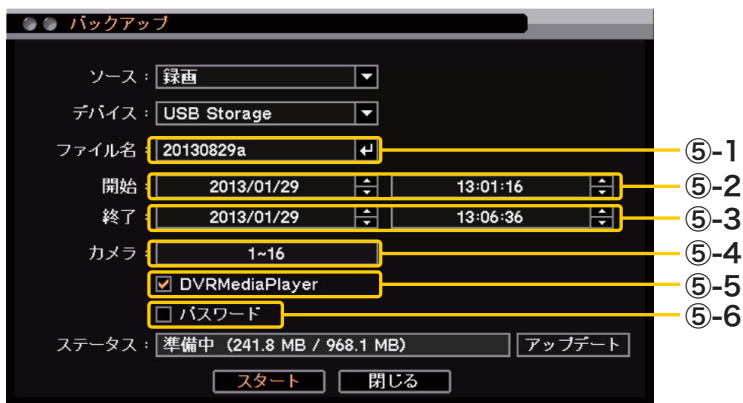 バックアップ
ソース : 録画
デバイス : USB Storage
ファイル名 : 20130829a ⑤-1
開始 : 2013/01/29 13:01:16 ⑤-2
終了 : 2013/01/29 13:06:36 ⑤-3
カメラ : 1~16 ⑤-4
DVRMediaPlayer ⑤-5
パスワード ⑤-6
ステータス : 準備中 (241.8 MB / 968.1 MB) アップデート
スタート 閉じる